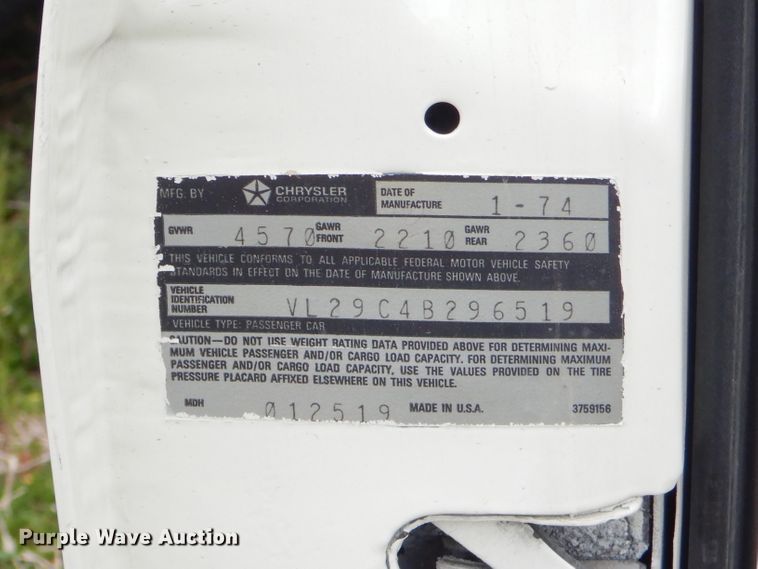 MFG. BY CHRYSLER CORPORATION DATE OF MANUFACTURE 1-74
GVWR 4570 GAWR FRONT 2210 GAWR REAR 2360
THIS VEHICLE CONFORMS TO ALL APPLICABLE FEDERAL MOTOR VEHICLE SAFETY
STANDARDS IN EFFECT ON THE DATE OF MANUFACTURE SHOWN ABOVE.
VEHICLE IDENTIFICATION NUMBER VL29C4B296519
VEHICLE TYPE: PASSENGER CAR
CAUTION—DO NOT USE WEIGHT RATING DATA PROVIDED ABOVE FOR DETERMINING MAXI-
MUM VEHICLE PASSENGER AND/OR CARGO LOAD CAPACITY. FOR DETERMINING MAXIMUM
PASSENGER AND/OR CARGO LOAD CAPACITY, USE THE VALUES PROVIDED ON THE TIRE
PRESSURE PLACARD AFFIXED ELSEWHERE ON THIS VEHICLE.
MDH 012519 MADE IN U.S.A. 3759156
Purple Wave Auction